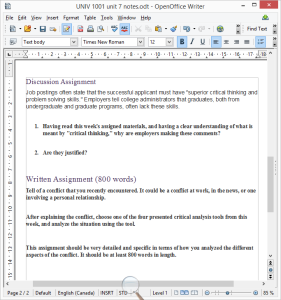 UNIV 1001 unit 7 notes.odt - OpenOffice Writer
File Edit View Insert Format Table Tools Window Help
Find Text
Text body
Times New Roman
12
Discussion Assignment
Job postings often state that the successful applicant must have "superior critical thinking and
problem solving skills." Employers tell college administrators that graduates, both from
undergraduate and graduate programs, often lack these skills.
1. Having read this week's assigned materials, and having a clear understanding of what is
meant by "critical thinking," why are employers making these comments?
2. Are they justified?
Written Assignment (800 words)
Tell of a conflict that you recently encountered. It could be a conflict at work, in the news, or one
involving a personal relationship.
After explaining the conflict, choose one of the four presented critical analysis tools from this
week, and analyze the situation using the tool.
This assignment should be very detailed and specific in terms of how you analyzed the different
aspects of the conflict. It should be at least 800 words in length.
Page 2 / 2 Default English (Canada) INSRT STD Level 1 85 %